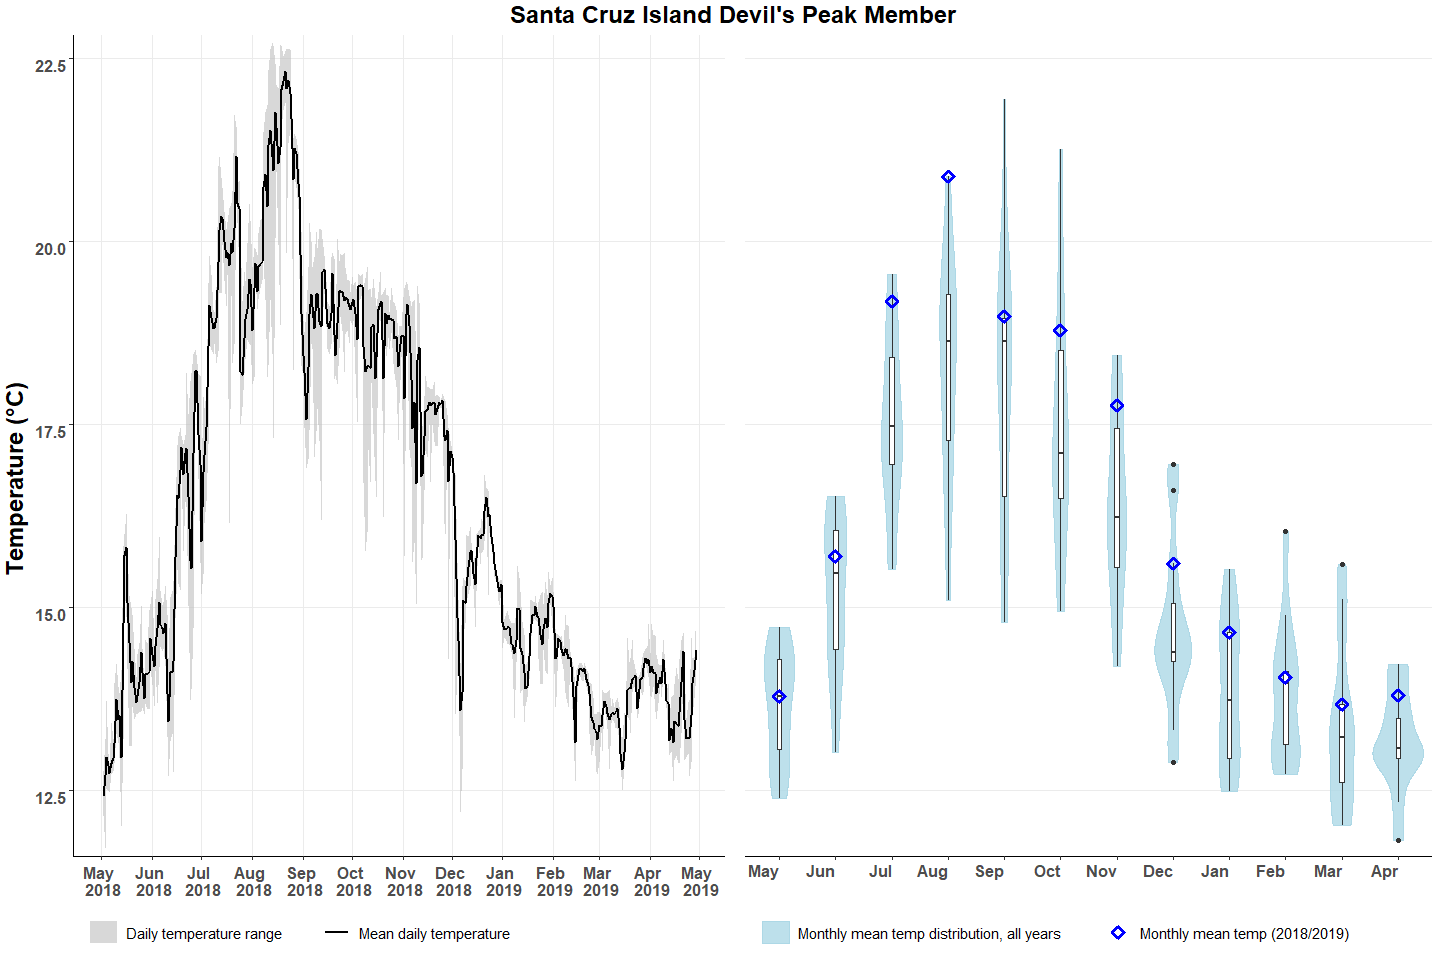 Santa Cruz Island Devil's Peak Member
Temperature (°C)
22.5
20.0
17.5
15.0
12.5
May Jun Jul Aug Sep Oct Nov Dec Jan Feb Mar Apr May
2018 2018 2018 2018 2018 2018 2018 2018 2019 2019 2019 2019 2019
May Jun Jul Aug Sep Oct Nov Dec Jan Feb Mar Apr
Daily temperature range Mean daily temperature
Monthly mean temp distribution, all years Monthly mean temp (2018/2019)